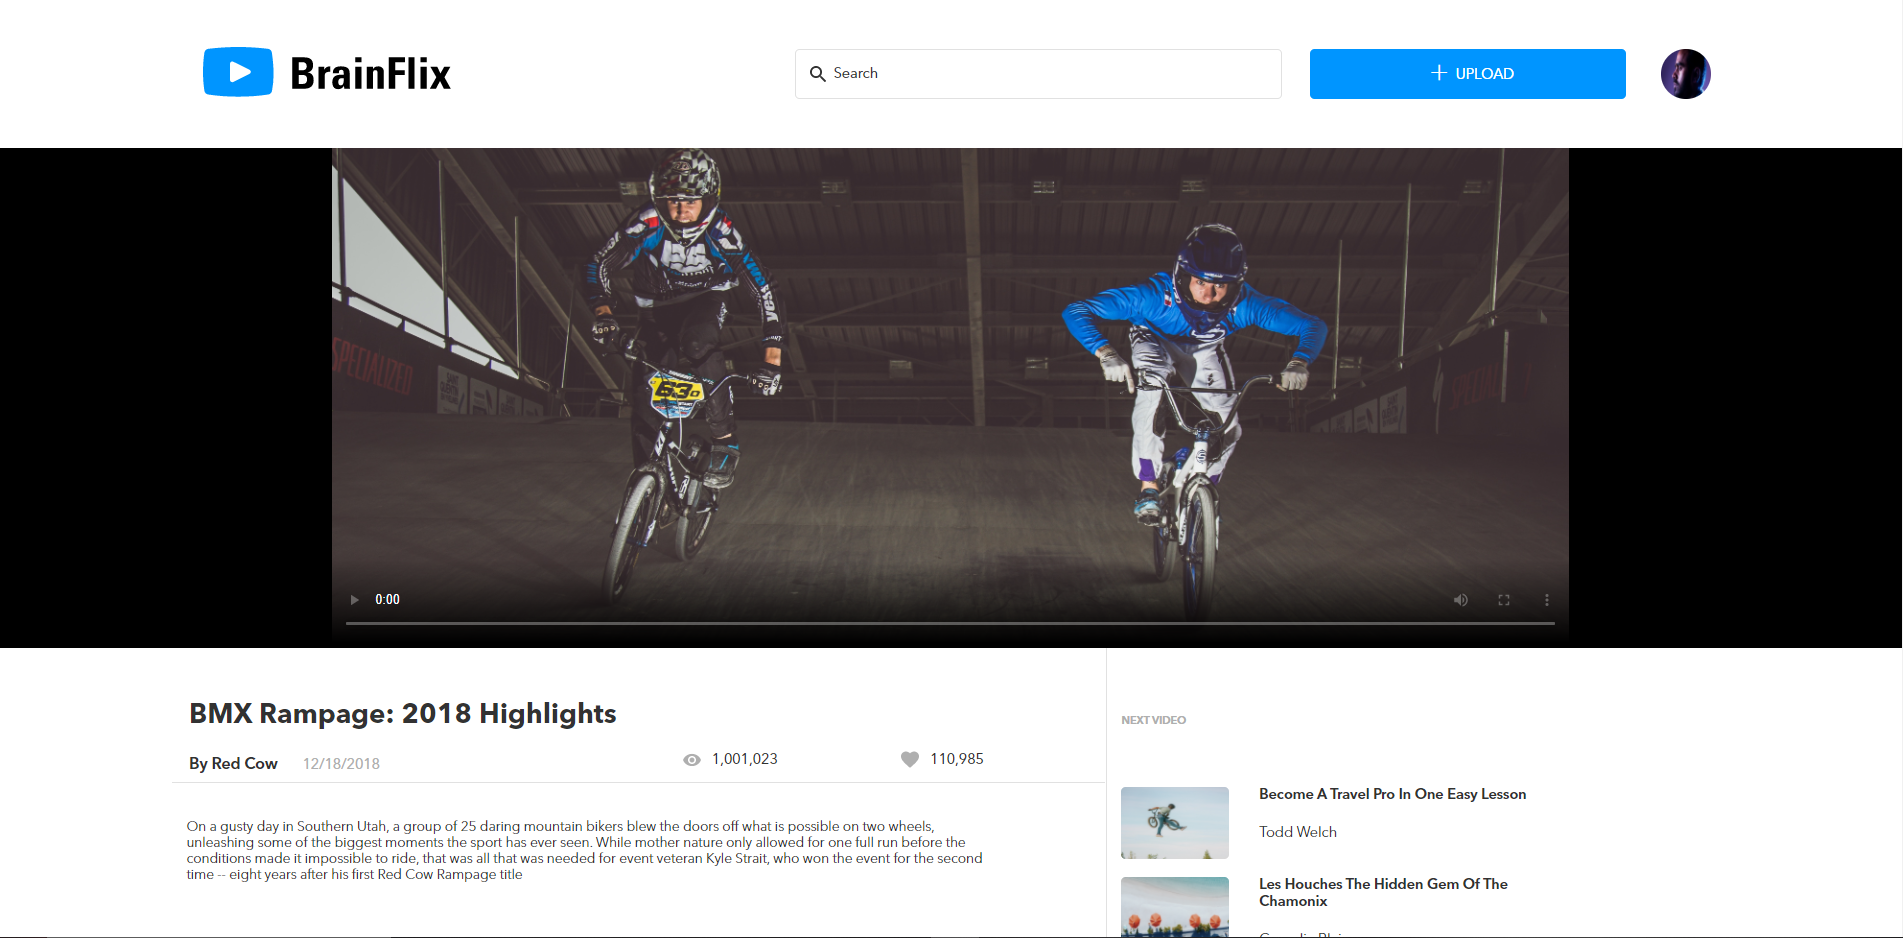 BrainFlix
Search
UPLOAD
SPECIALIZED
630
0:00
BMX Rampage: 2018 Highlights
By Red Cow 12/18/2018 1,001,023 110,985
On a gusty day in Southern Utah, a group of 25 daring mountain bikers blew the doors off what is possible on two wheels,
unleashing some of the biggest moments the sport has ever seen. While mother nature only allowed for one full run before the
conditions made it impossible to ride, that was all that was needed for event veteran Kyle Strait, who won the event for the second
time -- eight years after his first Red Cow Rampage title
NEXT VIDEO
Become A Travel Pro In One Easy Lesson
Todd Welch
Les Houches The Hidden Gem Of The
Chamonix